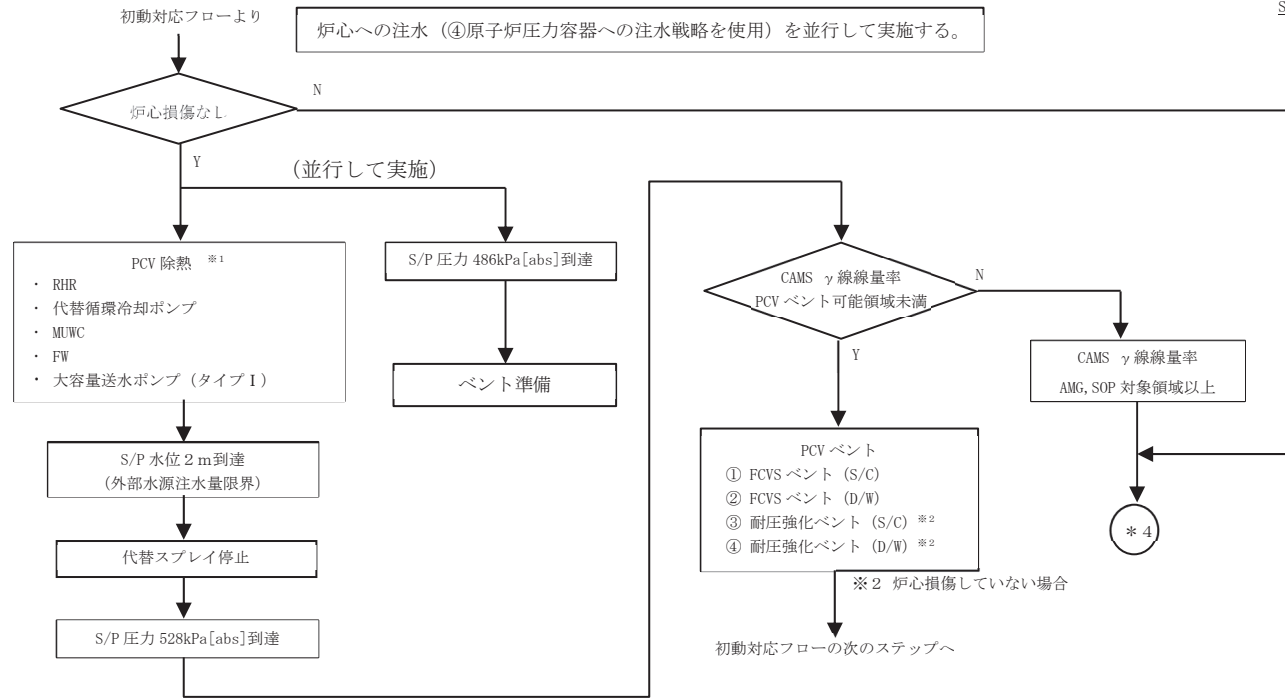 初動対応フローより
炉心への注水（④原子炉圧力容器への注水戦略を使用）を並行して実施する。
S
炉心損傷なし
N
Y
（並行して実施）
PCV 除熱 ※1
・ RHR
・ 代替循環冷却ポンプ
・ MUWC
・ FW
・ 大容量送水ポンプ（タイプⅠ）
S/P 圧力 486kPa[abs]到達
ベント準備
S/P 水位２ｍ到達
（外部水源注水量限界）
代替スプレイ停止
S/P 圧力 528kPa[abs]到達
CAMS γ線線量率
PCV ベント可能領域未満
N
Y
CAMS γ線線量率
AMG,SOP 対象領域以上
PCV ベント
① FCVS ベント（S/C）
② FCVS ベント（D/W）
③ 耐圧強化ベント（S/C）※2
④ 耐圧強化ベント（D/W）※2
＊４
※２ 炉心損傷していない場合
初動対応フローの次のステップへ